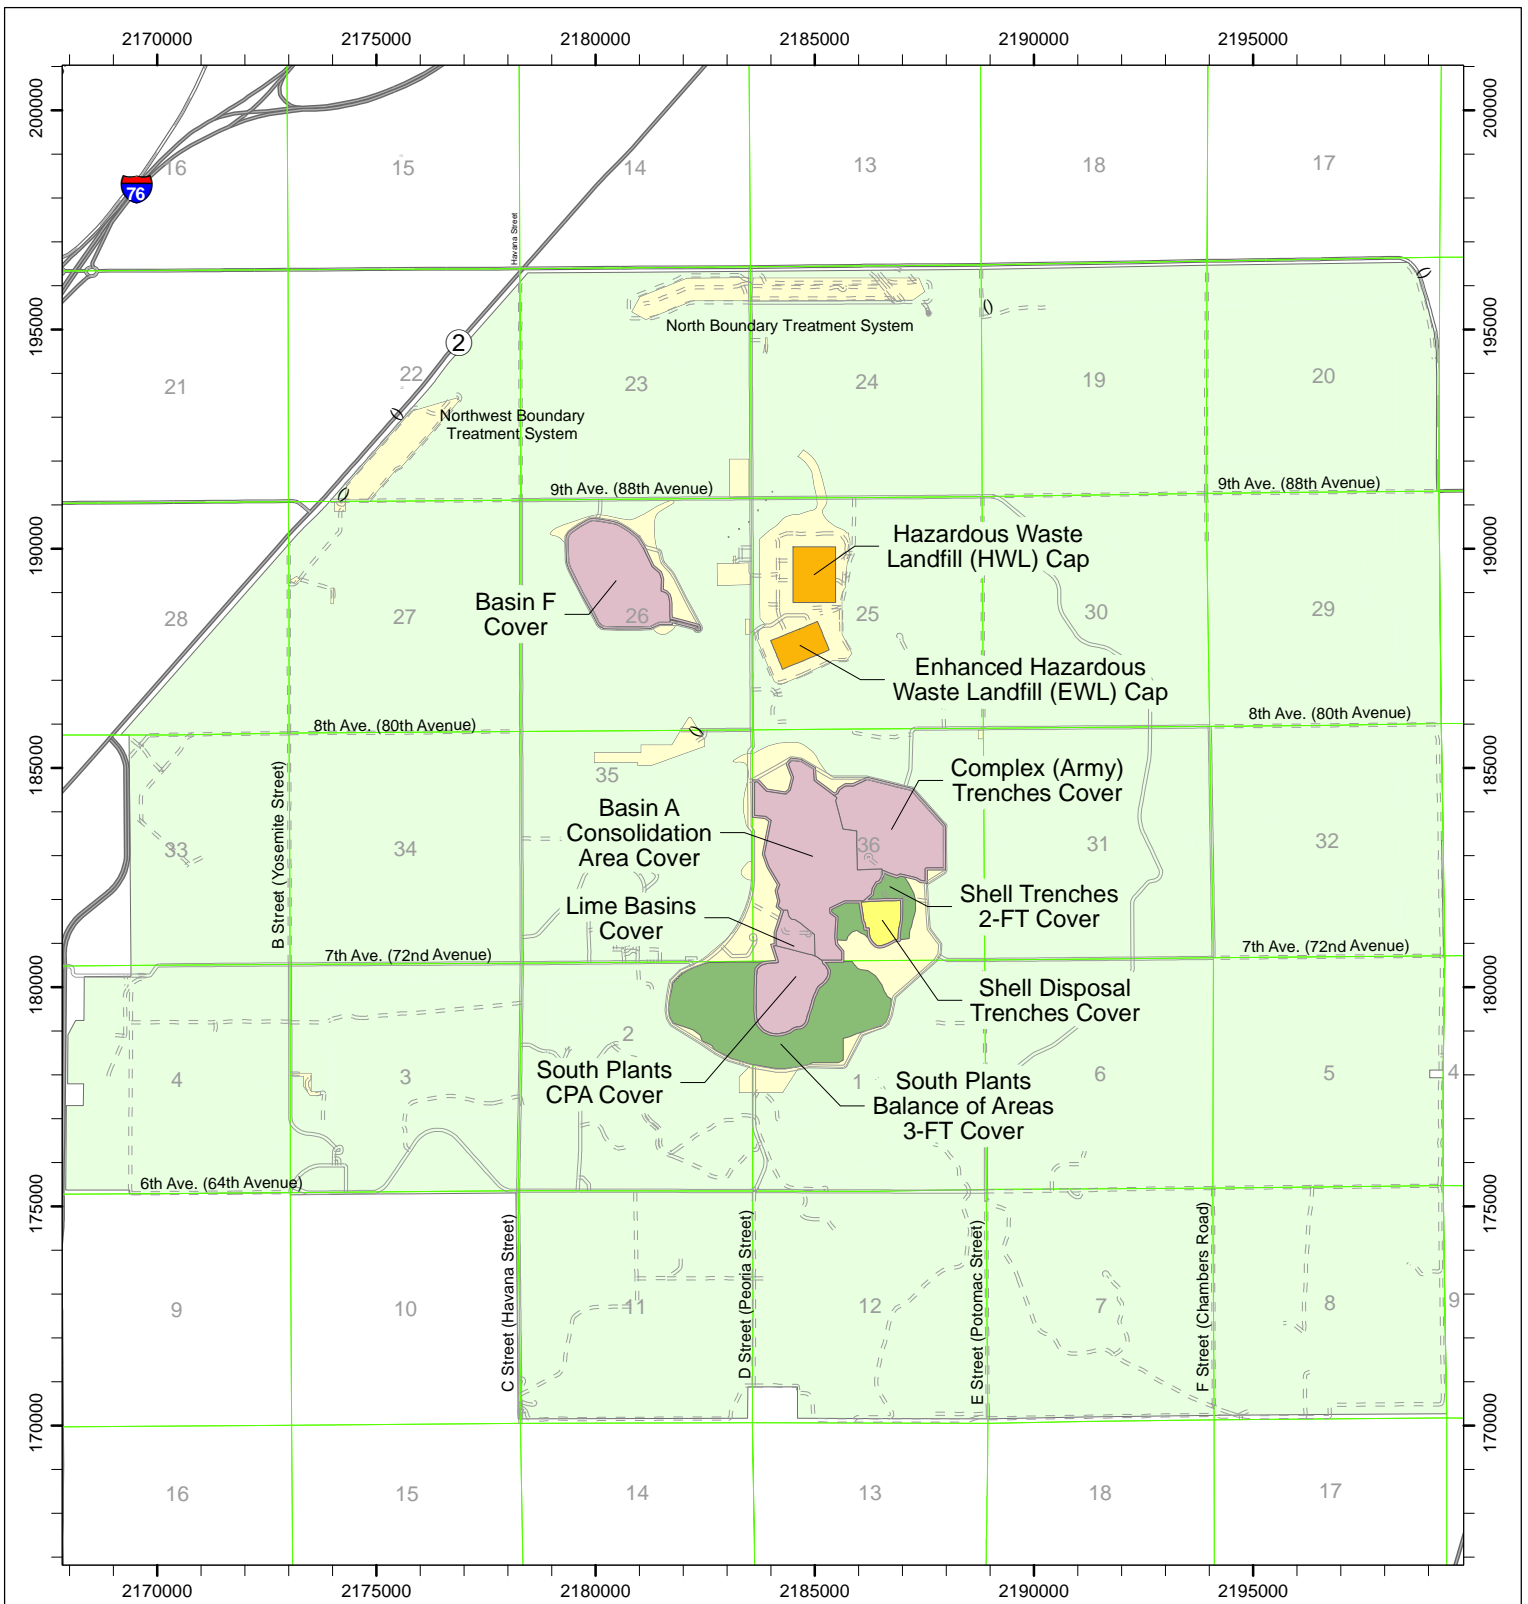 2170000 2175000 2180000 2185000 2190000 2195000
200000
200000
16 15 14 13 18 17
76
Havana Street
195000
195000
North Boundary Treatment System
2
21 22 23 24 19 20
Northwest Boundary
Treatment System
9th Ave. (88th Avenue)
9th Ave. (88th Avenue)
190000
190000
Hazardous Waste
Landfill (HWL) Cap
Basin F
Cover
28 27 26 25 30 29
Enhanced Hazardous
Waste Landfill (EWL) Cap
8th Ave. (80th Avenue)
8th Ave. (80th Avenue)
185000
185000
35
Complex (Army)
Trenches Cover
Basin A
Consolidation
Area Cover
B Street (Yosemite Street)
33 34 36 31 32
Shell Trenches
2-FT Cover
Lime Basins
Cover
7th Ave. (72nd Avenue)
7th Ave. (72nd Avenue)
180000
180000
Shell Disposal
Trenches Cover
2
South Plants
CPA Cover
4 3 1 6 5 4
South Plants
Balance of Areas
3-FT Cover
6th Ave. (64th Avenue)
175000
175000
C Street (Havana Street)
D Street (Peoria Street)
E Street (Potomac Street)
F Street (Chambers Road)
9 10 11 12 7 8 9
170000
170000
16 15 14 13 18 17
2170000 2175000 2180000 2185000 2190000 2195000